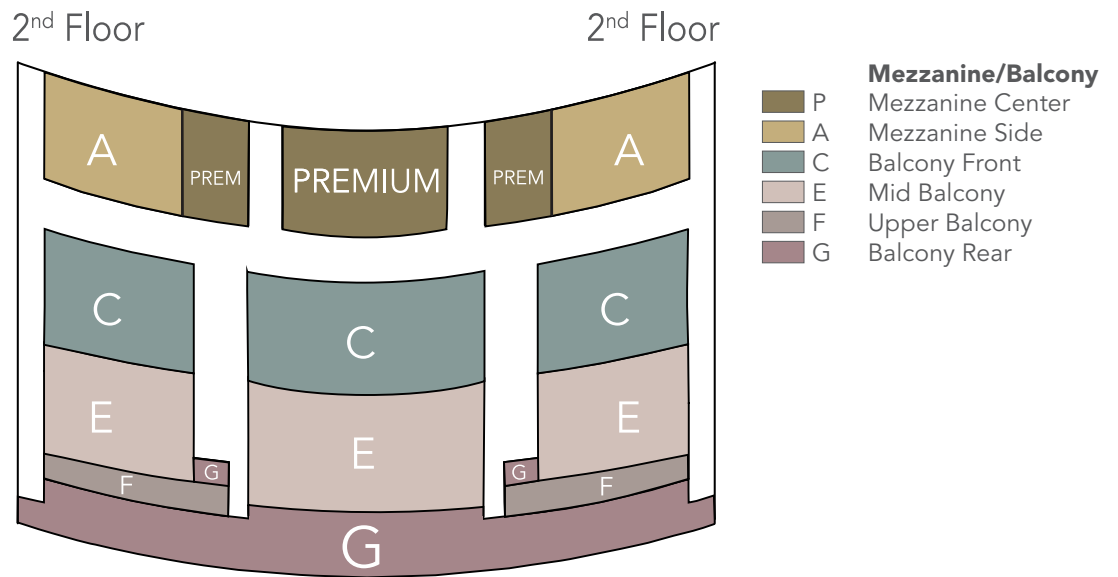 2nd Floor
2nd Floor
A
PREM
PREMIUM
PREM
A
C
C
C
E
E
E
G
G
F
F
G
Mezzanine/Balcony
P Mezzanine Center
A Mezzanine Side
C Balcony Front
E Mid Balcony
F Upper Balcony
G Balcony Rear